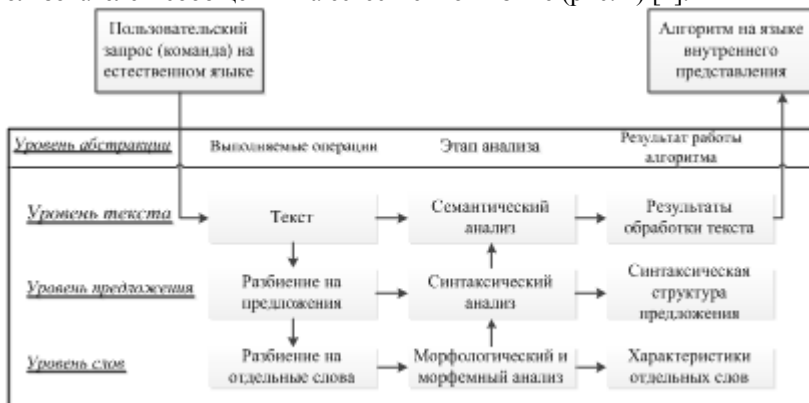 Пользовательский
запрос (команда) на
естественном языке
Алгоритм на языке
внутреннего
представления
Уровень абстракции
Выполняемые операции
Этап анализа
Результат работы
алгоритма
Уровень текста
Текст
Семантический
анализ
Результаты
обработки текста
Уровень предложения
Разбиение на
предложения
Синтаксический
анализ
Синтаксическая
структура
предложения
Уровень слов
Разбиение на
отдельные слова
Морфологический и
морфемный анализ
Характеристики
отдельных слов